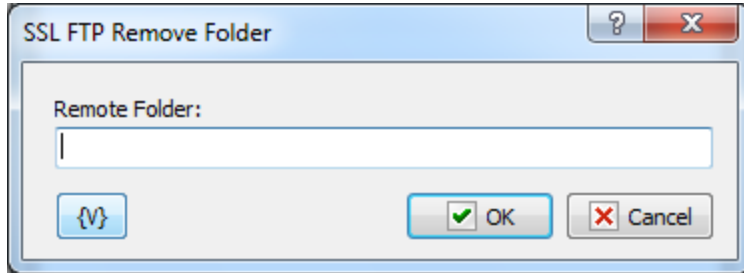 SSL FTP Remove Folder
?
Remote Folder:
{V}
OK
Cancel